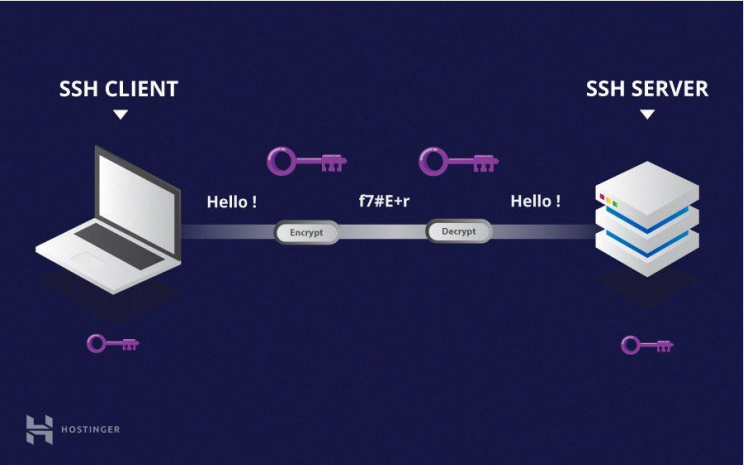 SSH CLIENT
SSH SERVER
Hello !
f7#E+r
Hello !
Encrypt
Decrypt
HOSTINGER